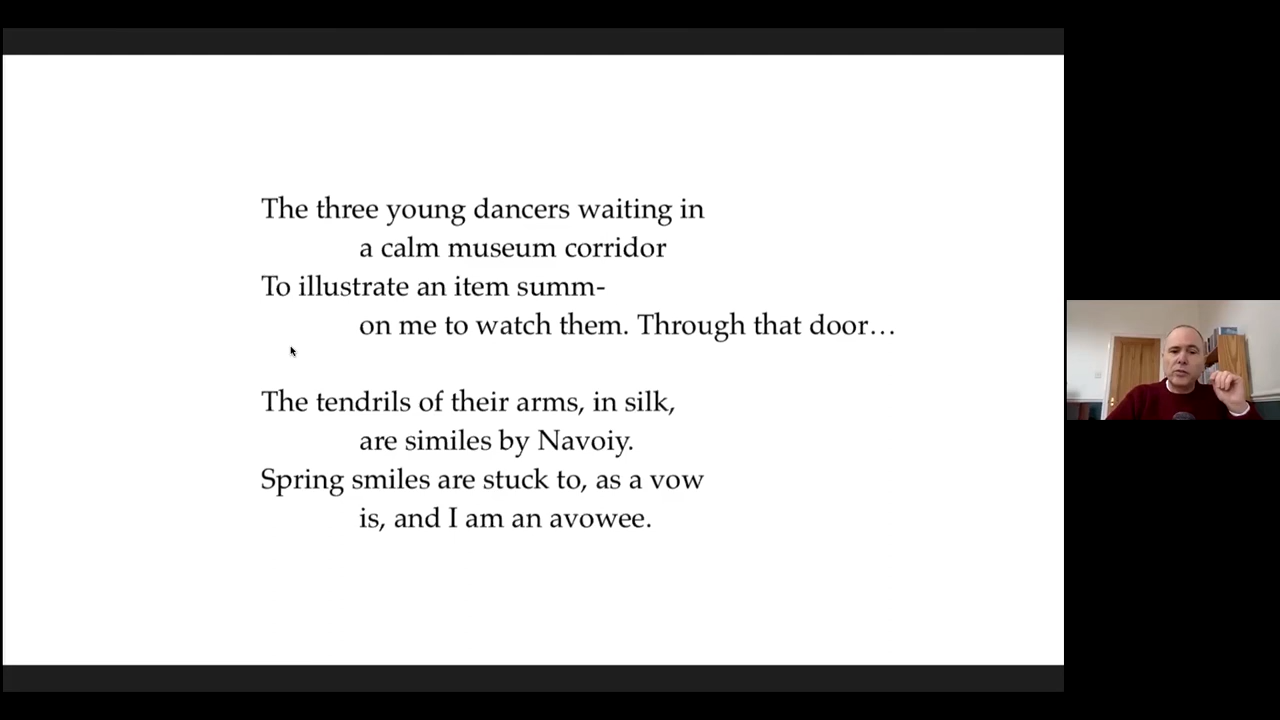 The three young dancers waiting in
a calm museum corridor
To illustrate an item summ-
on me to watch them. Through that door…
The tendrils of their arms, in silk,
are similes by Navoiy.
Spring smiles are stuck to, as a vow
is, and I am an avowee.